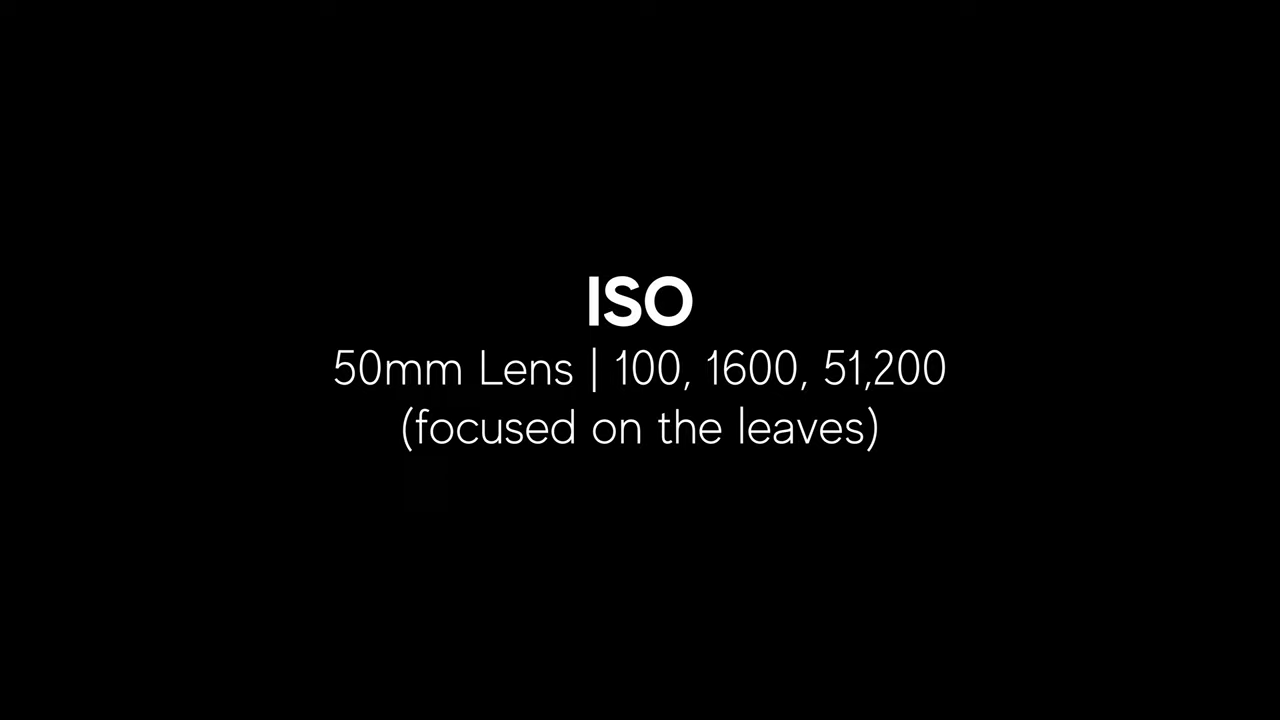 ISO
50mm Lens | 100, 1600, 51,200
(focused on the leaves)